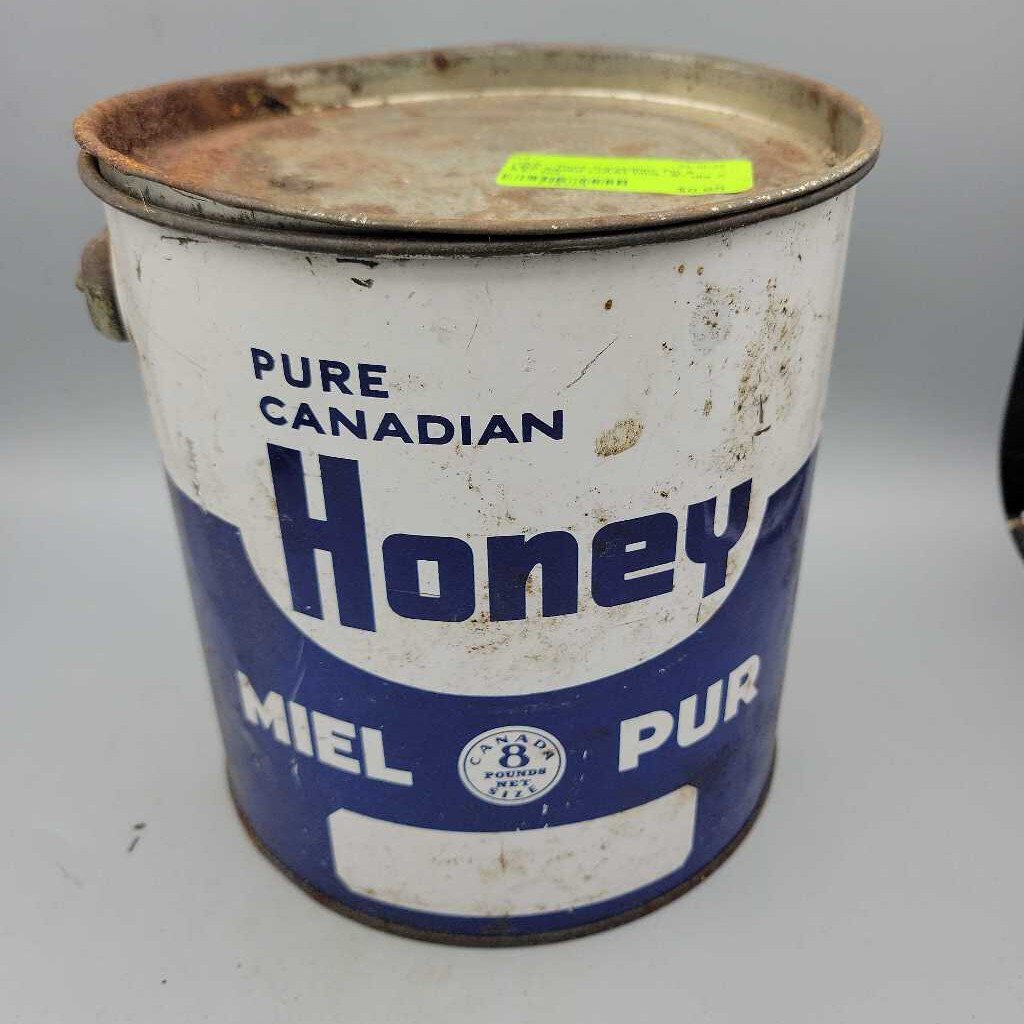 PURE
CANADIAN
Honey
MIEL PUR
CANADA
8
POUNDS
NET
SIZE